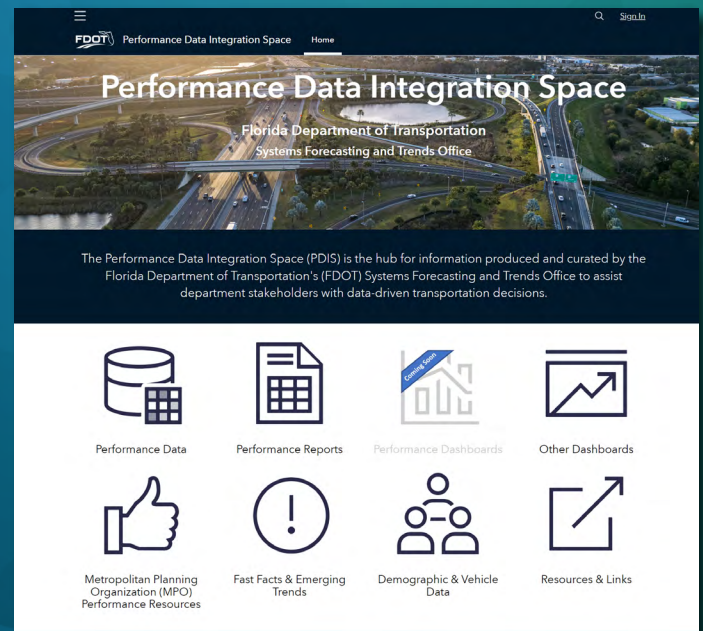 Sign In
FDOT Performance Data Integration Space Home
Performance Data Integration Space
Florida Department of Transportation
Systems Forecasting and Trends Office
The Performance Data Integration Space (PDIS) is the hub for information produced and curated by the
Florida Department of Transportation's (FDOT) Systems Forecasting and Trends Office to assist
department stakeholders with data-driven transportation decisions.
Coming Soon
Performance Data
Performance Reports
Performance Dashboards
Other Dashboards
Metropolitan Planning
Organization (MPO)
Performance Resources
Fast Facts & Emerging
Trends
Demographic & Vehicle
Data
Resources & Links